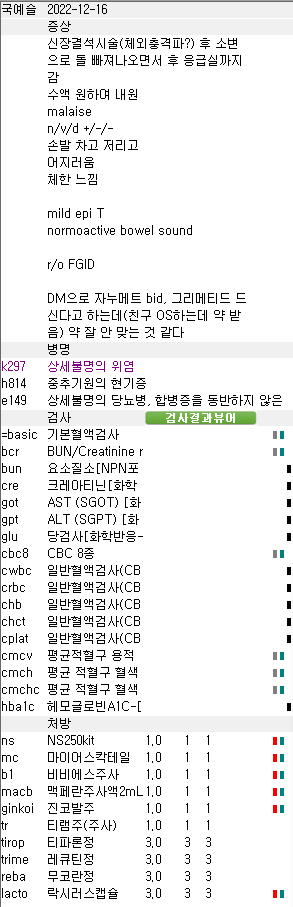 국예슬 2022-12-16
증상
신장결석시술(체외충격파?) 후 소변
으로 돌 빠져나오면서 후 응급실까지
감
수액 원하며 내원
malaise
n/v/d +/-/-
손발 차고 저리고
어지러움
체한 느낌
mild epi T
normoactive bowel sound
r/o FGID
DM으로 자누메트 bid, 그리메티드 드
신다고 하는데(친구 OS하는데 약 받
음) 약 잘 안 맞는 것 같다
병명
k297 상세불명의 위염
h814 중추기원의 현기증
e149 상세불명의 당뇨병, 합병증을 동반하지 않은
검사 검사결과뷰어
=basic 기본혈액검사
bcr BUN/Creatinine r
bun 요소질소[NPN포
cre 크레아티닌[화학
got AST (SGOT) [화
gpt ALT (SGPT) [화
glu 당검사[화학반응-
cbc8 CBC 8종
cwbc 일반혈액검사(CB
crbc 일반혈액검사(CB
chb 일반혈액검사(CB
chct 일반혈액검사(CB
cplat 일반혈액검사(CB
cmcv 평균적혈구 용적
cmch 평균 적혈구 혈색
cmchc 평균 적혈구 혈색
hba1c 헤모글로빈A1C-[
처방
ns NS250kit 1,0 1 1
mc 마이어스칵테일 1,0 1 1
b1 비비에스주사 1,0 1 1
macb 맥페란주사액2mL 1,0 1 1
ginkoi 진코발주 1,0 1 1
tr 티램주(주사) 1,0 1 1
tirop 티파론정 3,0 3 3
trime 레큐틴정 3,0 3 3
reba 무코란정 3,0 3 3
lacto 락시러스캡슐 3,0 3 3